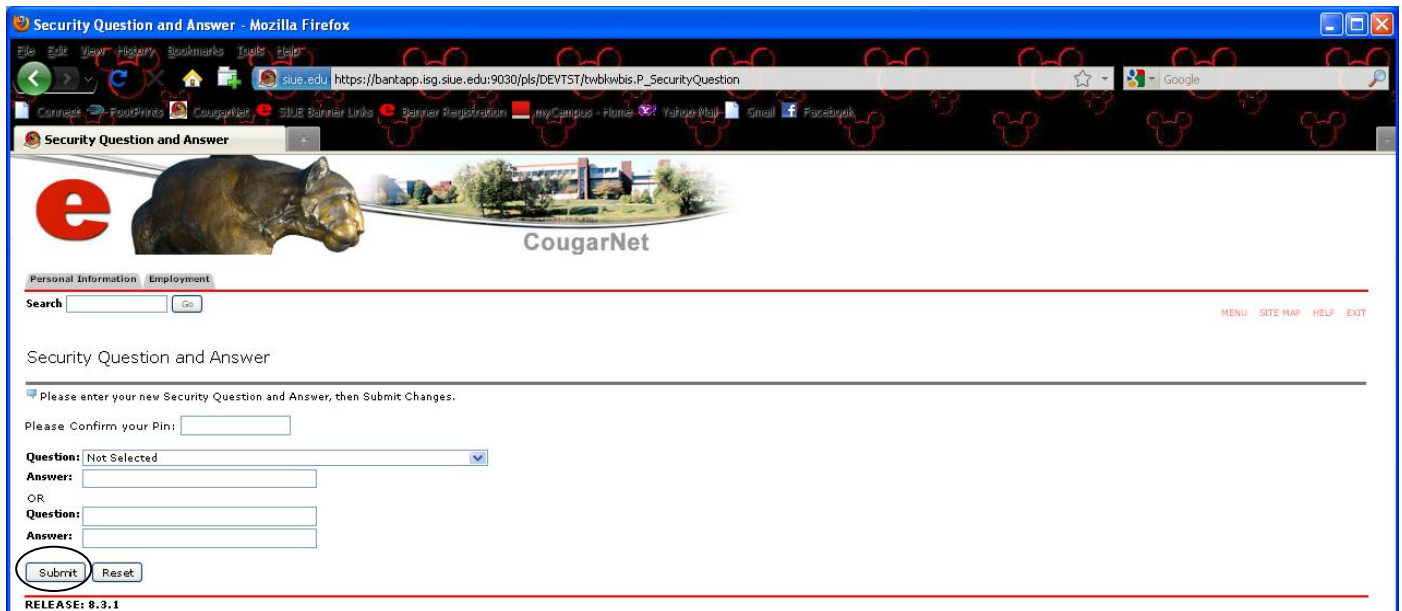 Security Question and Answer - Mozilla Firefox
File Edit View History Bookmarks Tools Help
siue.edu https://bantapp.isg.siue.edu:9030/pls/DEVTST/twbkwbis.P_SecurityQuestion Google
Connect FootPrints CougarNet SIUE Banner Links Banner Registration myCampus - Home Yahoo Mail Gmail Facebook
Security Question and Answer
e
CougarNet
Personal Information Employment
Search Go
MENU SITE MAP HELP EXIT
Security Question and Answer
Please enter your new Security Question and Answer, then Submit Changes.
Please Confirm your Pin:
Question: Not Selected
Answer:
OR
Question:
Answer:
Submit Reset
RELEASE: 8.3.1